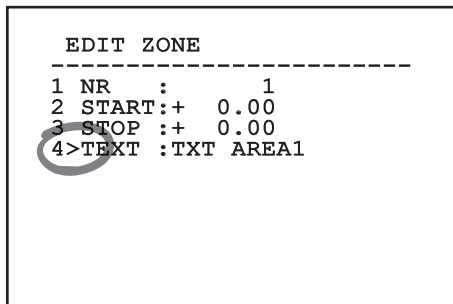 EDIT ZONE
------------------------
1 NR    :      1
2 START:+  0.00
3 STOP :+  0.00
4>TEXT :TXT AREA1